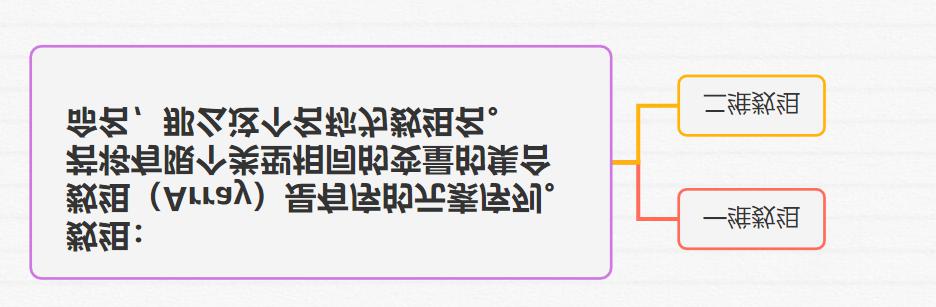 数组：
数组（Array）是有序的元素序列。
若将有限个类型相同的变量的集合
命名，那么这个名称为数组名。
一维数组
二维数组